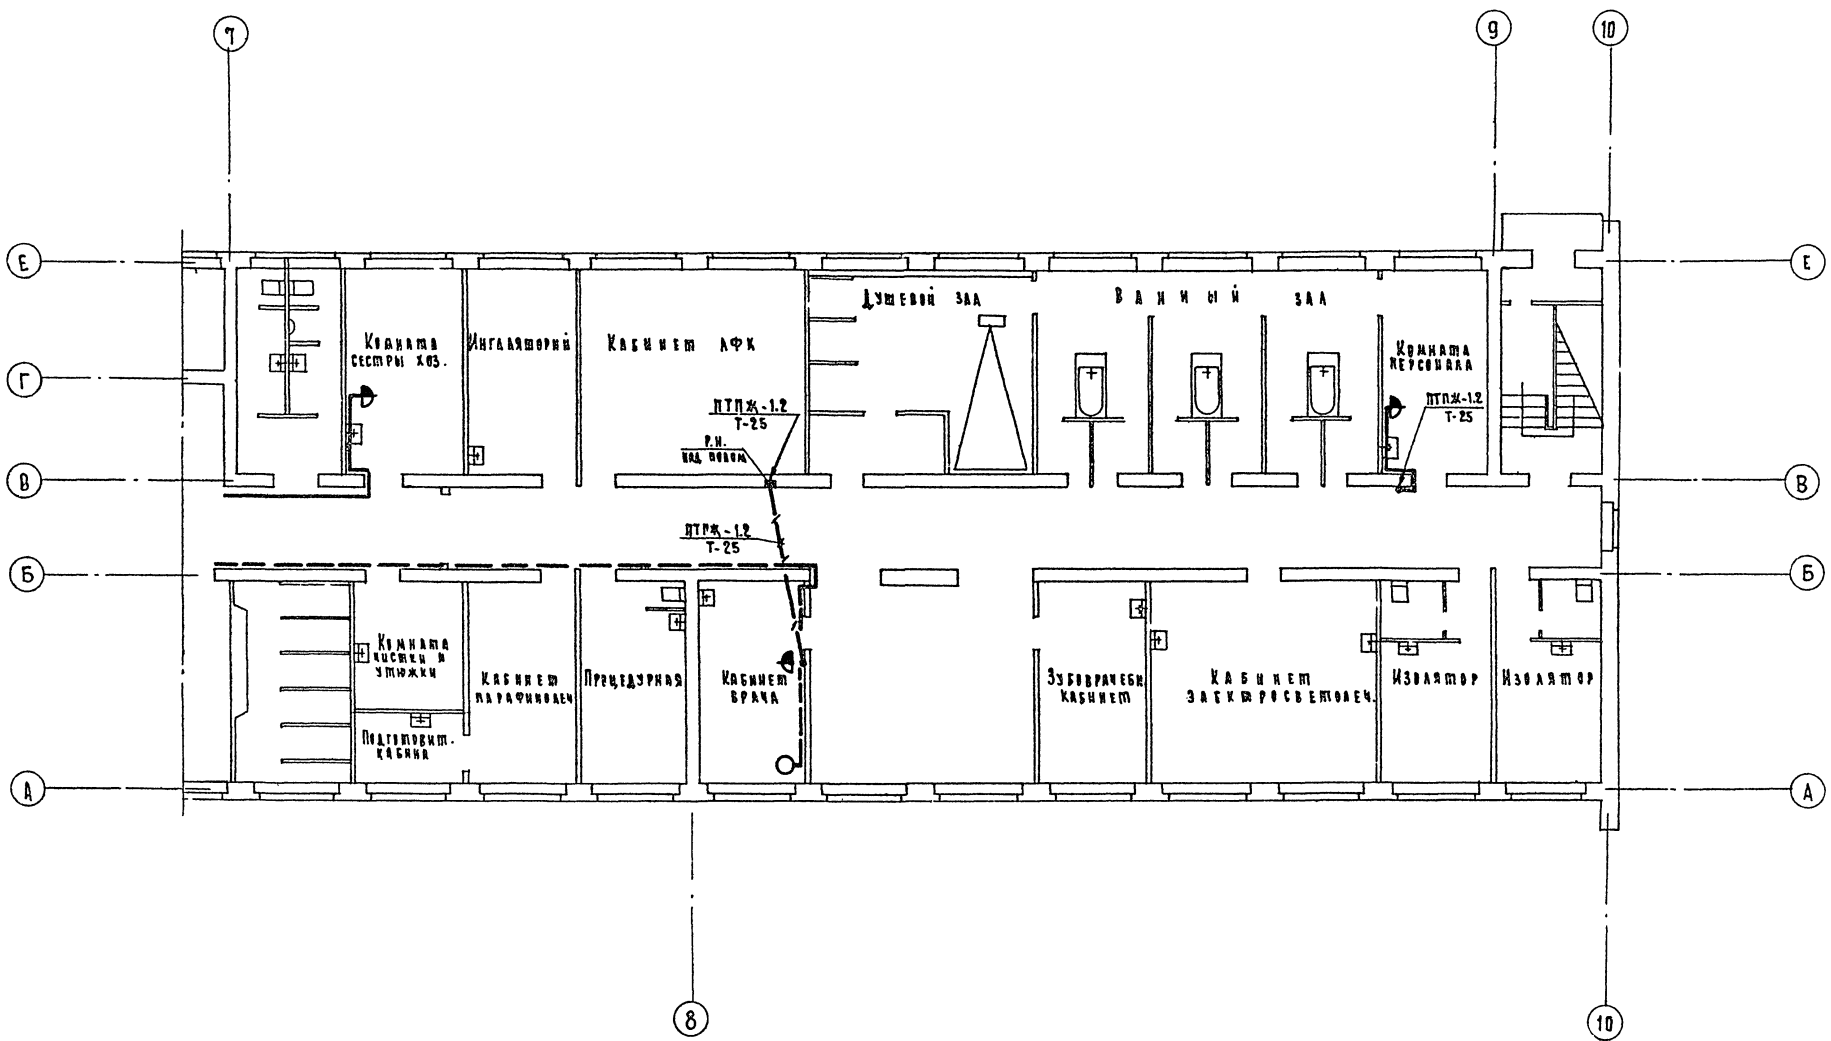 7
9
10
Е
Е
Душевой зал
Ванный зал
Комната
сестры хоз.
Ингаляторий
Кабинет ЛФК
Комната
персонала
Г
ПТПЖ-1.2
Т-25
ПТПЖ-1.2
Т-25
Р.Н.
над полом
В
В
ПТПЖ-1.2
Т-25
Б
Б
Комната
чистки и
утюжки
Кабинет
парафинолеч
Процедурная
Кабинет
врача
Зубоврачебн
кабинет
Кабинет
электросветолеч.
Изолятор
Изолятор
Подготовит.
кабина
А
А
8
10